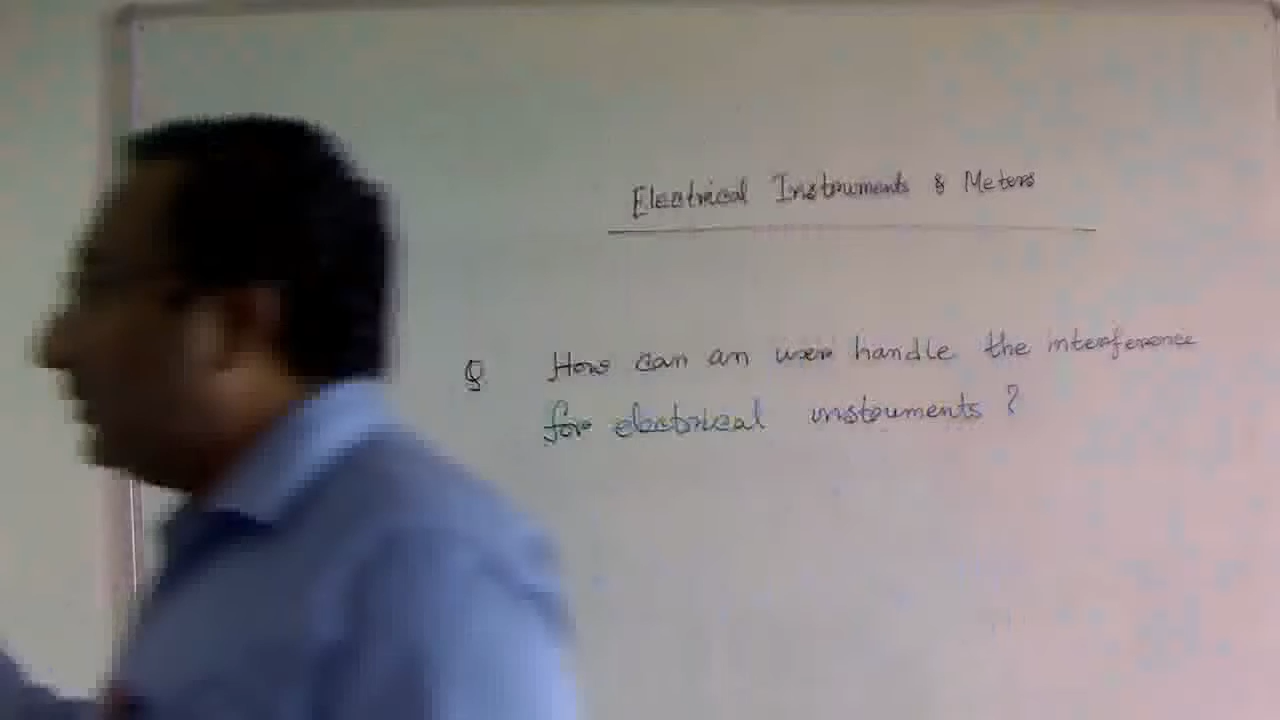 Electrical Instruments & Meters
Q How can an user handle the interference
for electrical instruments ?